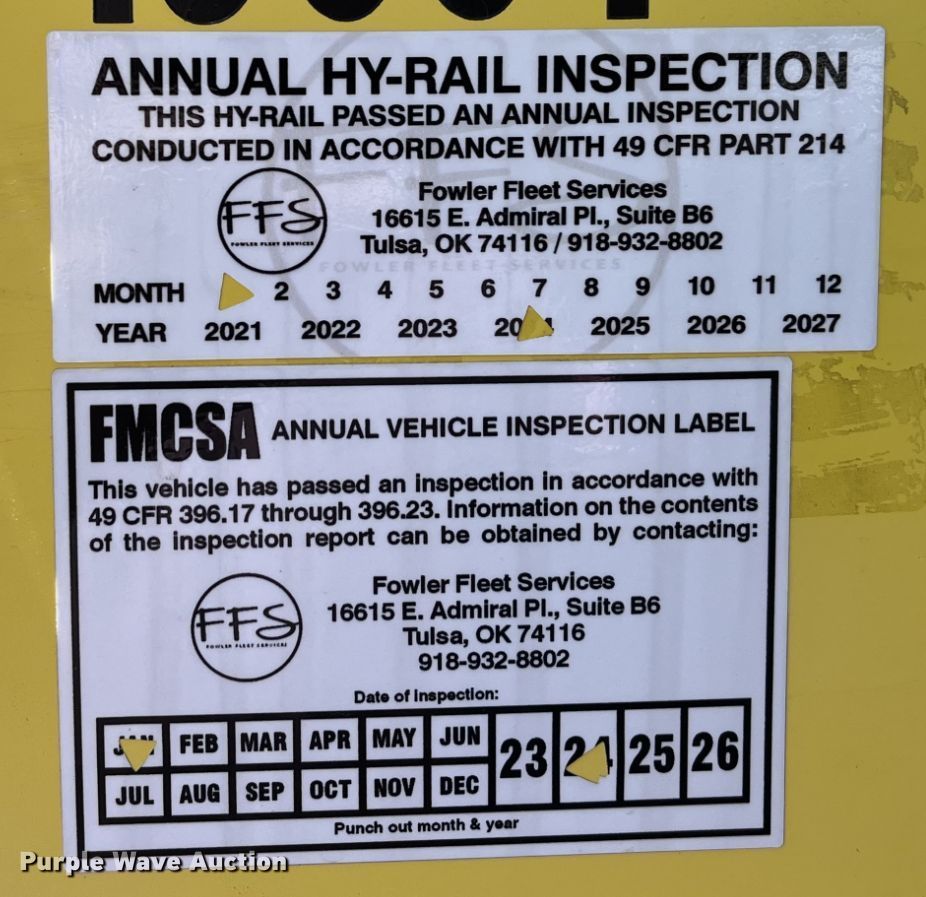 ANNUAL HY-RAIL INSPECTION
THIS HY-RAIL PASSED AN ANNUAL INSPECTION
CONDUCTED IN ACCORDANCE WITH 49 CFR PART 214
FFS
FOWLER FLEET SERVICES
Fowler Fleet Services
16615 E. Admiral Pl., Suite B6
Tulsa, OK 74116 / 918-932-8802
FOWLER FLEET SERVICES
MONTH 2 3 4 5 6 7 8 9 10 11 12
YEAR 2021 2022 2023 2024 2025 2026 2027
FMCSA ANNUAL VEHICLE INSPECTION LABEL
This vehicle has passed an inspection in accordance with
49 CFR 396.17 through 396.23. Information on the contents
of the inspection report can be obtained by contacting:
FFS
FOWLER FLEET SERVICES
Fowler Fleet Services
16615 E. Admiral Pl., Suite B6
Tulsa, OK 74116
918-932-8802
Date of Inspection:
JAN FEB MAR APR MAY JUN 23 24 25 26
JUL AUG SEP OCT NOV DEC
Punch out month & year
Purple Wave Auction